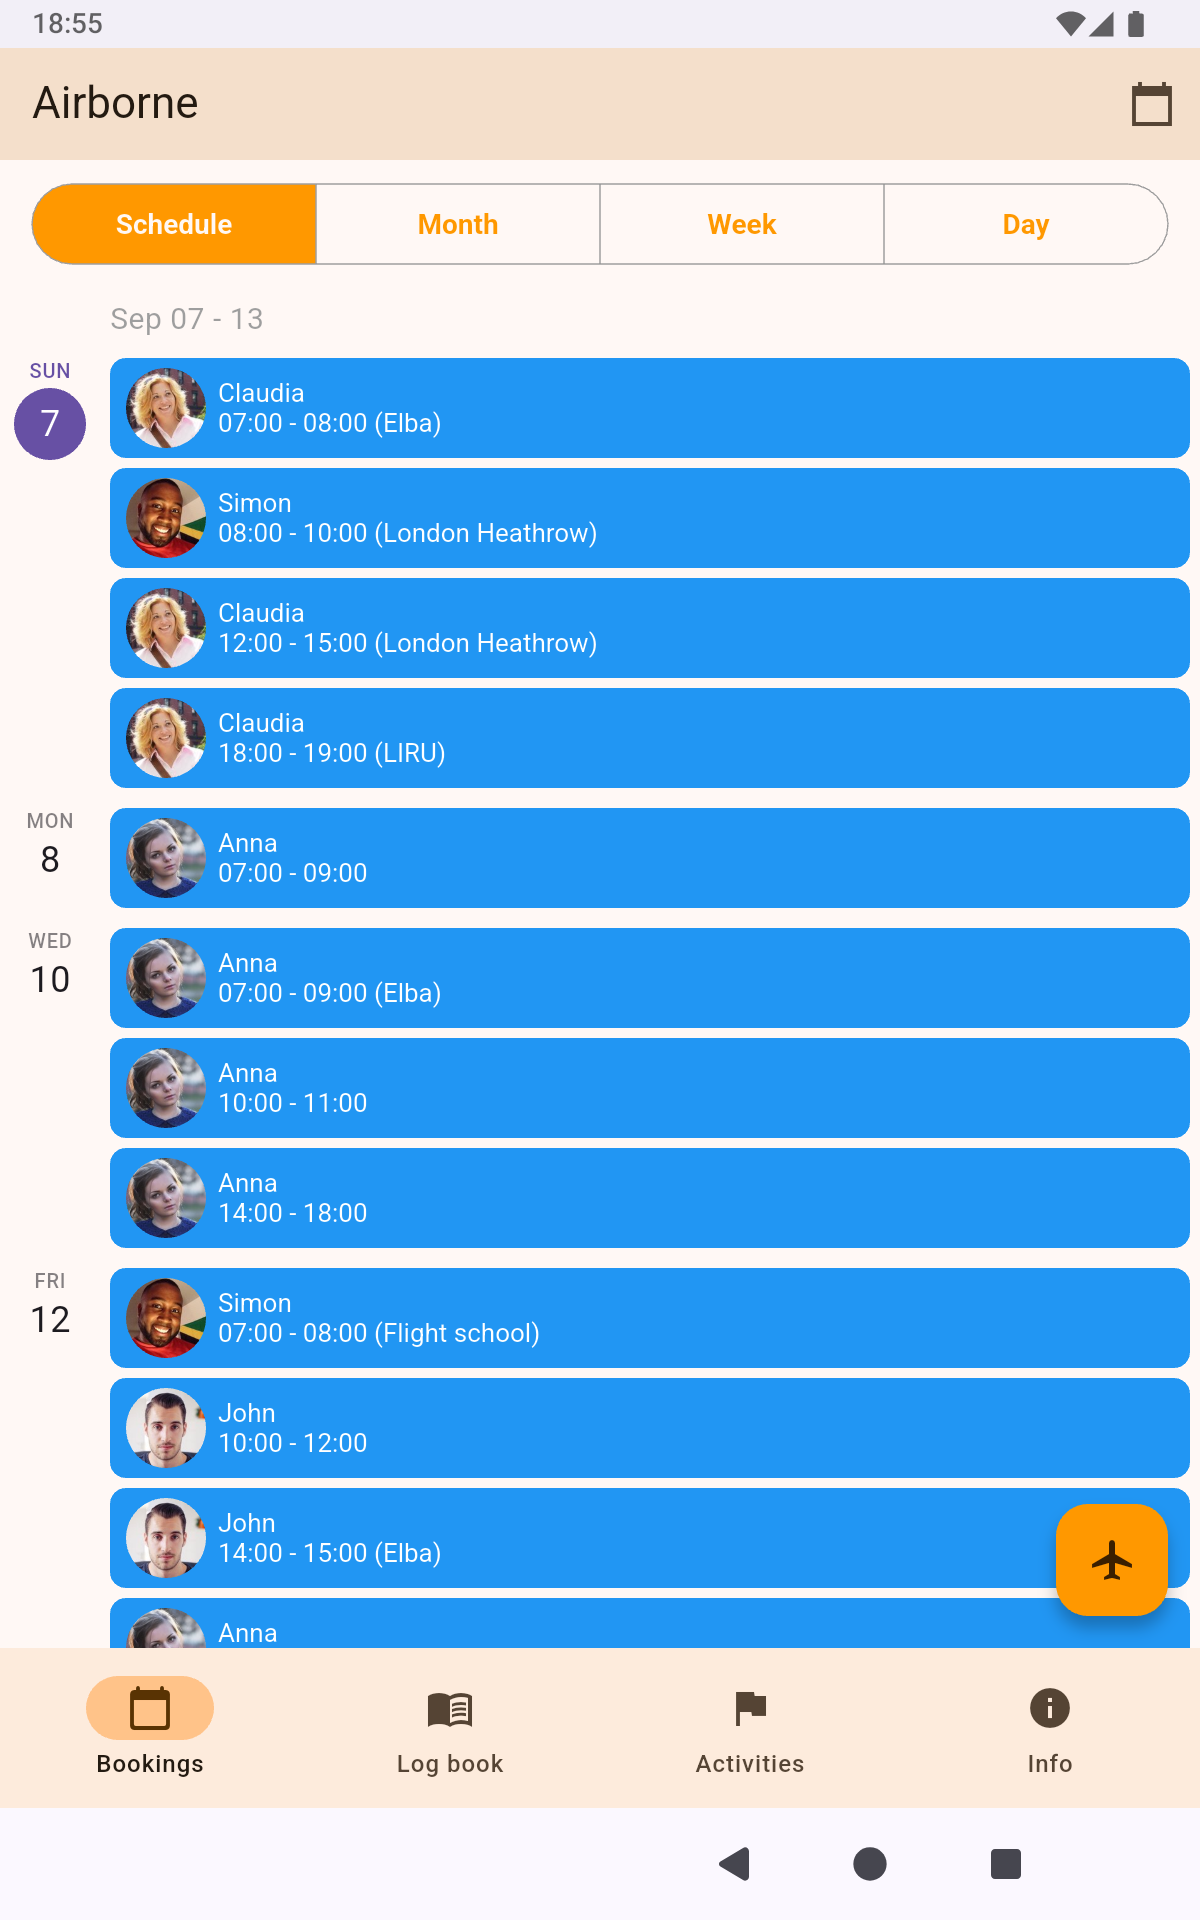 18:55
Airborne
Schedule
Month
Week
Day
Sep 07 - 13
SUN
7
Claudia
07:00 - 08:00 (Elba)
Simon
08:00 - 10:00 (London Heathrow)
Claudia
12:00 - 15:00 (London Heathrow)
Claudia
18:00 - 19:00 (LIRU)
MON
8
Anna
07:00 - 09:00
WED
10
Anna
07:00 - 09:00 (Elba)
Anna
10:00 - 11:00
Anna
14:00 - 18:00
FRI
12
Simon
07:00 - 08:00 (Flight school)
John
10:00 - 12:00
John
14:00 - 15:00 (Elba)
Anna
Bookings
Log book
Activities
Info